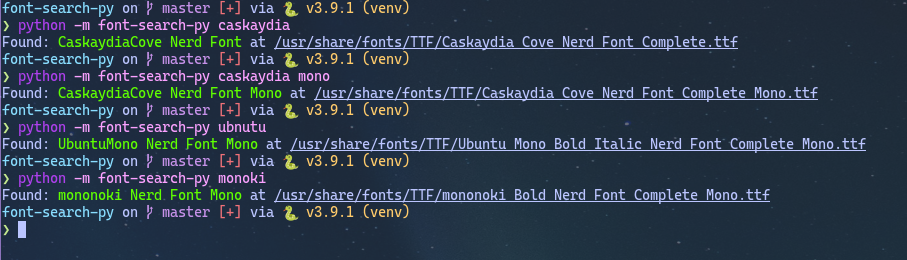 font-search-py on ᚶ master [+] via 🐍 v3.9.1 (venv)
❯ python -m font-search-py caskaydia
Found: CaskaydiaCove Nerd Font at /usr/share/fonts/TTF/Caskaydia Cove Nerd Font Complete.ttf
font-search-py on ᚶ master [+] via 🐍 v3.9.1 (venv)
❯ python -m font-search-py caskaydia mono
Found: CaskaydiaCove Nerd Font Mono at /usr/share/fonts/TTF/Caskaydia Cove Nerd Font Complete Mono.ttf
font-search-py on ᚶ master [+] via 🐍 v3.9.1 (venv)
❯ python -m font-search-py ubnutu
Found: UbuntuMono Nerd Font Mono at /usr/share/fonts/TTF/Ubuntu Mono Bold Italic Nerd Font Complete Mono.ttf
font-search-py on ᚶ master [+] via 🐍 v3.9.1 (venv)
❯ python -m font-search-py monoki
Found: mononoki Nerd Font Mono at /usr/share/fonts/TTF/mononoki Bold Nerd Font Complete Mono.ttf
font-search-py on ᚶ master [+] via 🐍 v3.9.1 (venv)
❯